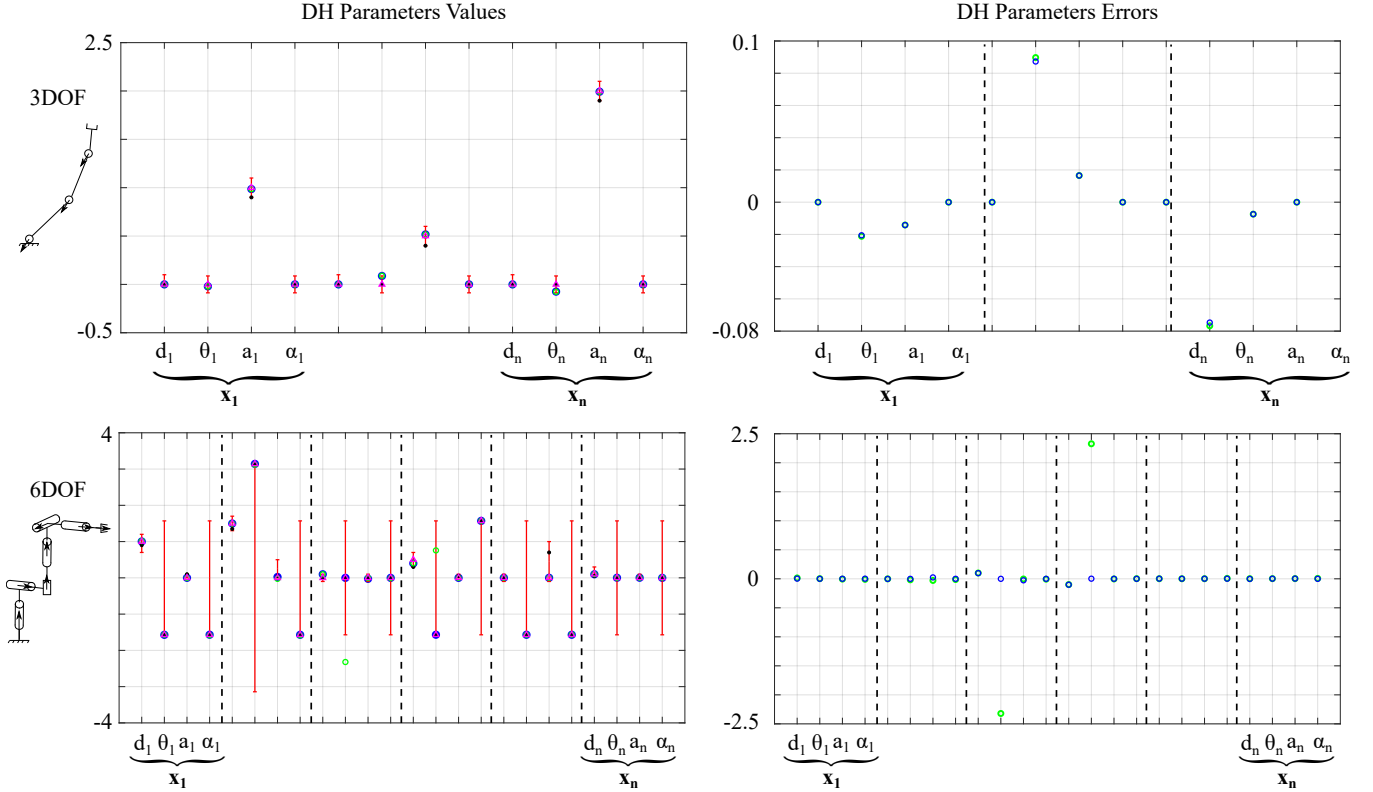 DH Parameters Values
DH Parameters Errors
2.5
-0.5
3DOF
d1 θ1 a1 α1
dn θn an αn
x1
xn
0.1
0
-0.08
d1 θ1 a1 α1
dn θn an αn
x1
xn
4
-4
6DOF
d1 θ1 a1 α1
dn θn an αn
x1
xn
2.5
0
-2.5
d1 θ1 a1 α1
dn θn an αn
x1
xn